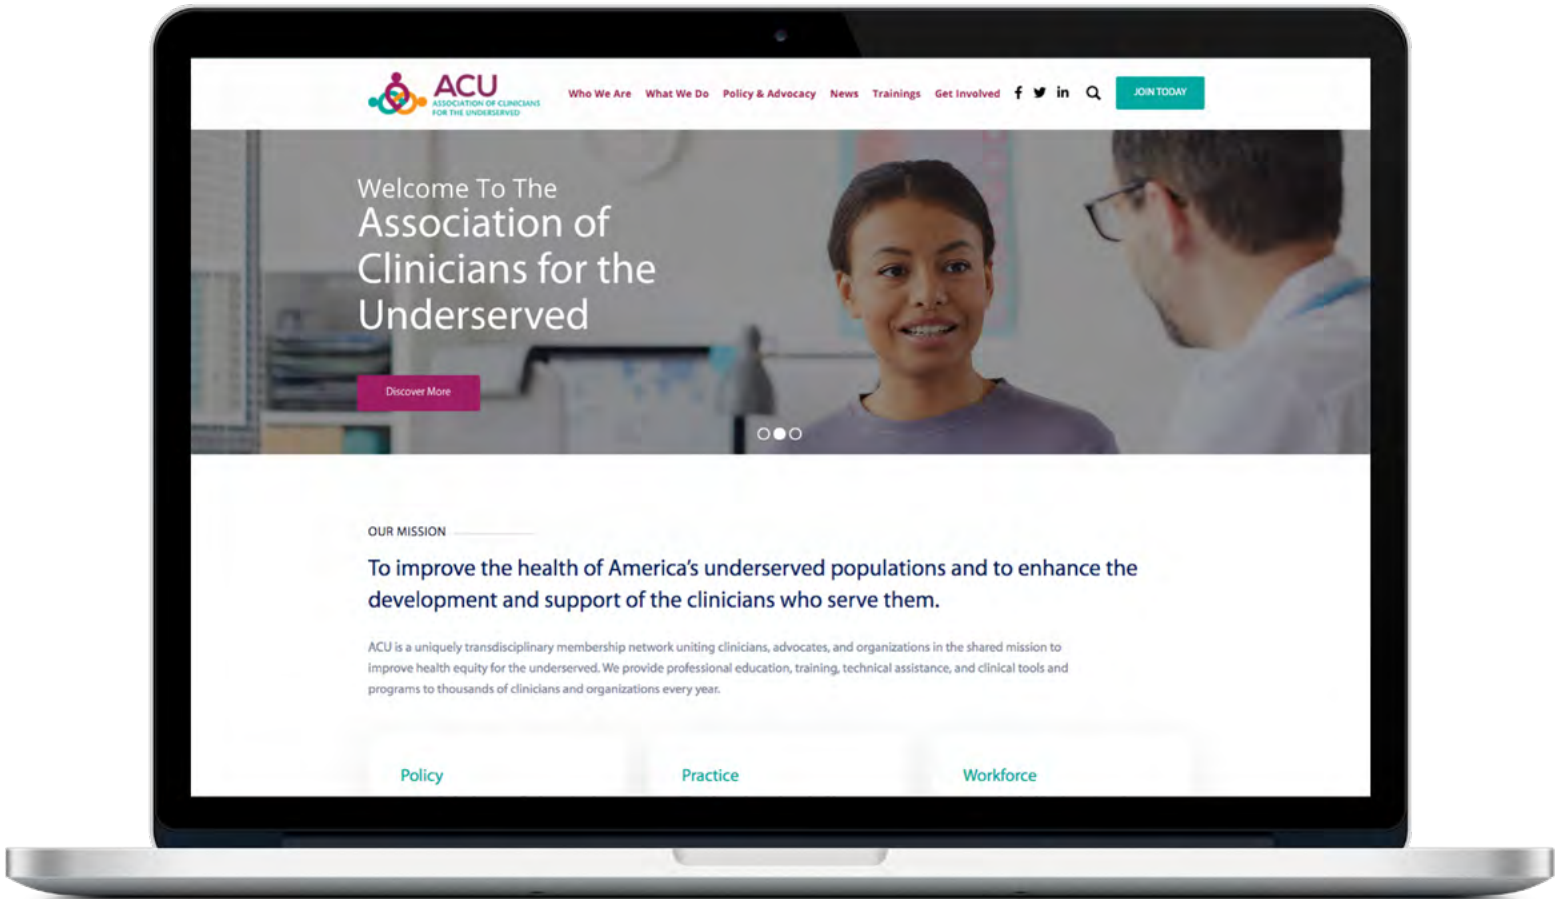 ACU
ASSOCIATION OF CLINICIANS
FOR THE UNDERSERVED
Who We Are What We Do Policy & Advocacy News Trainings Get Involved
JOIN TODAY
Welcome To The
Association of
Clinicians for the
Underserved
Discover More
OUR MISSION
To improve the health of America's underserved populations and to enhance the
development and support of the clinicians who serve them.
ACU is a uniquely transdisciplinary membership network uniting clinicians, advocates, and organizations in the shared mission to
improve health equity for the underserved. We provide professional education, training, technical assistance, and clinical tools and
programs to thousands of clinicians and organizations every year.
Policy Practice Workforce